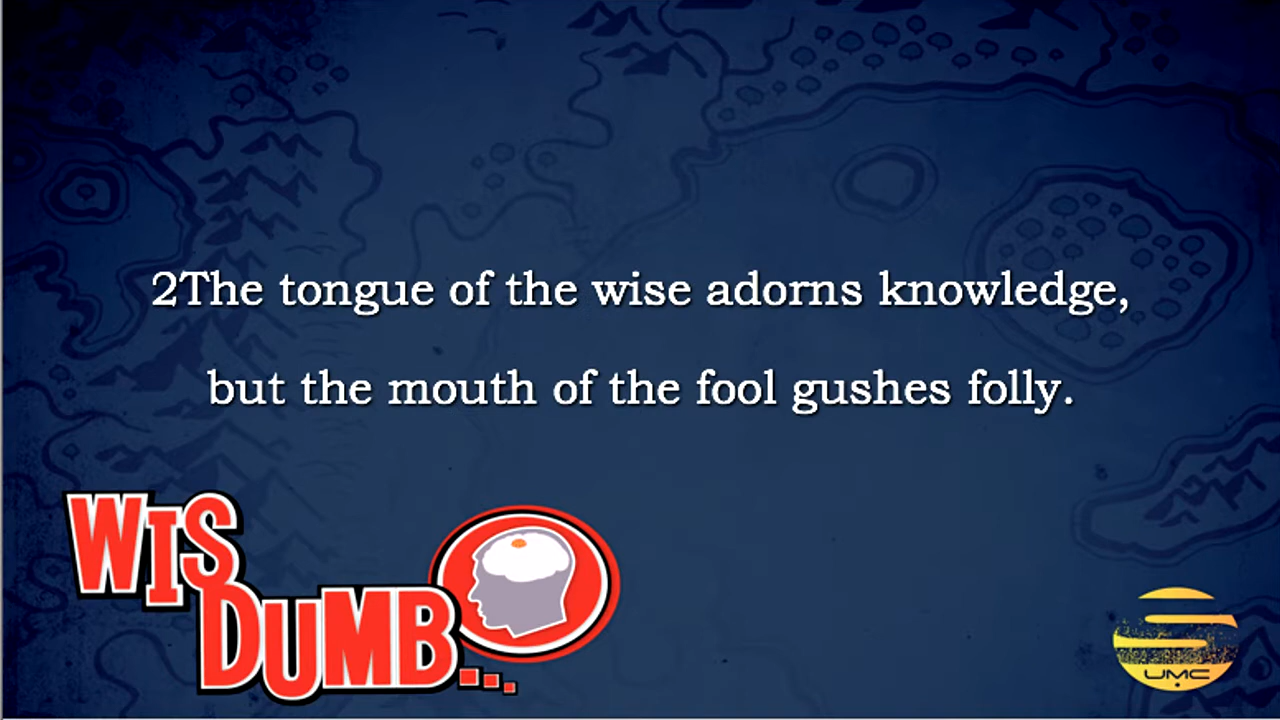 2The tongue of the wise adorns knowledge,
but the mouth of the fool gushes folly.
WIS
DUMB...
UMC